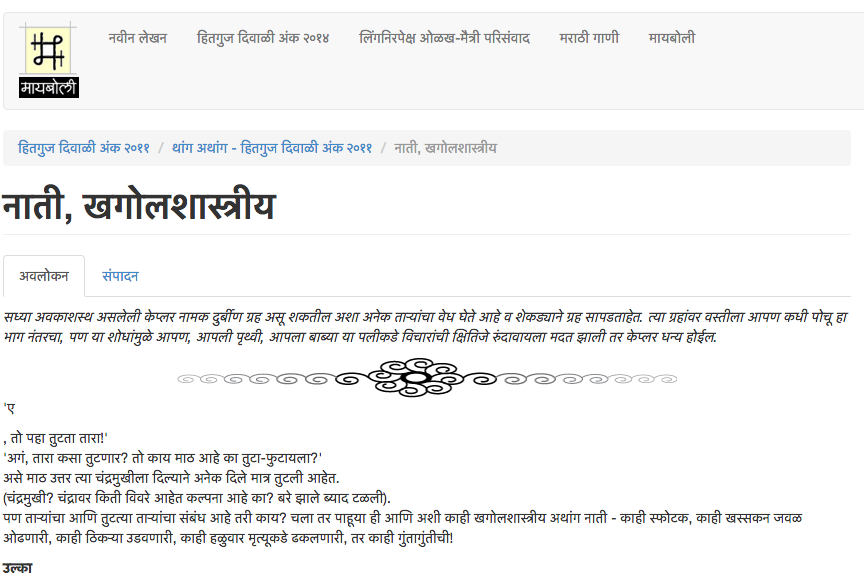 मायबोली
नवीन लेखन
हितगुज दिवाळी अंक २०१४
लिंगनिरपेक्ष ओळख-मैत्री परिसंवाद
मराठी गाणी
मायबोली
हितगुज दिवाळी अंक २०११ / थांग अथांग - हितगुज दिवाळी अंक २०११ / नाती, खगोलशास्त्रीय
नाती, खगोलशास्त्रीय
अवलोकन
संपादन
सध्या अवकाशस्थ असलेली केप्लर नामक दुर्बीण ग्रह असू शकतील अशा अनेक ताऱ्यांचा वेध घेते आहे व शेकड्याने ग्रह सापडताहेत. त्या ग्रहांवर वस्तीला आपण कधी पोचू हा
भाग नंतरचा, पण या शोधांमुळे आपण, आपली पृथ्वी, आपला बाब्या या पलीकडे विचारांची क्षितिजे रुंदावायला मदत झाली तर केप्लर धन्य होईल.
'ए
, तो पहा तुटता तारा!'
'अगं, तारा कसा तुटणार? तो काय माठ आहे का तुटा-फुटायला?'
असे माठ उत्तर त्या चंद्रमुखीला दिल्याने अनेक दिले मात्र तुटली आहेत.
(चंद्रमुखी? चंद्रावर किती विवरे आहेत कल्पना आहे का? बरे झाले ब्याद टळली).
पण ताऱ्यांचा आणि तुटत्या ताऱ्यांचा संबंध आहे तरी काय? चला तर पाहूया ही आणि अशी काही खगोलशास्त्रीय अथांग नाती - काही स्फोटक, काही खस्सकन जवळ
ओढणारी, काही ठिकऱ्या उडवणारी, काही हळुवार मृत्यूकडे ढकलणारी, तर काही गुंतागुंतीची!
उल्का